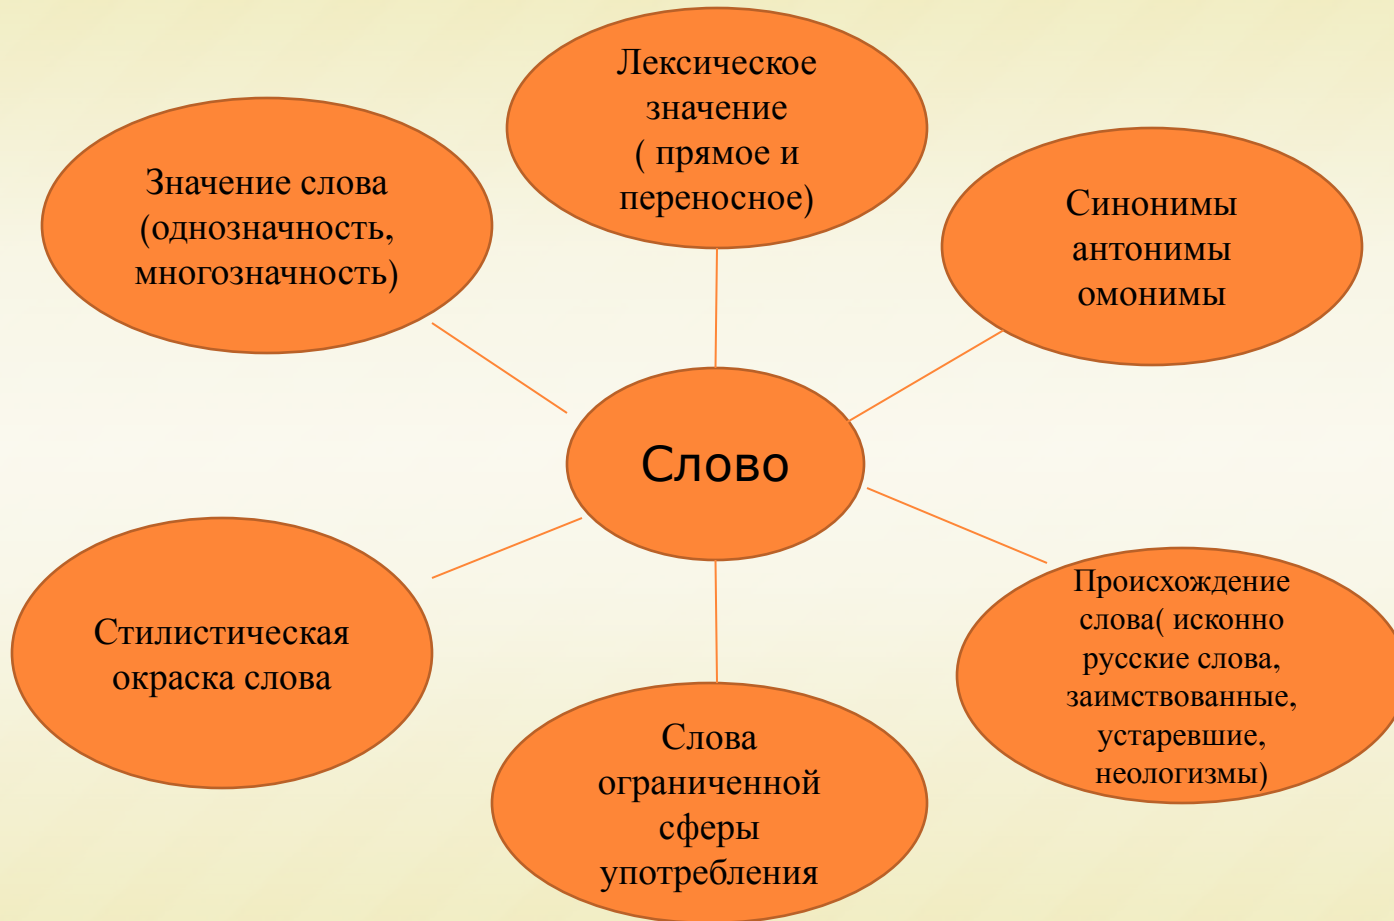 Лексическое
значение
( прямое и
переносное)
Значение слова
(однозначность,
многозначность)
Синонимы
антонимы
омонимы
Слово
Стилистическая
окраска слова
Происхождение
слова( исконно
русские слова,
заимствованные,
устаревшие,
неологизмы)
Слова
ограниченной
сферы
употребления